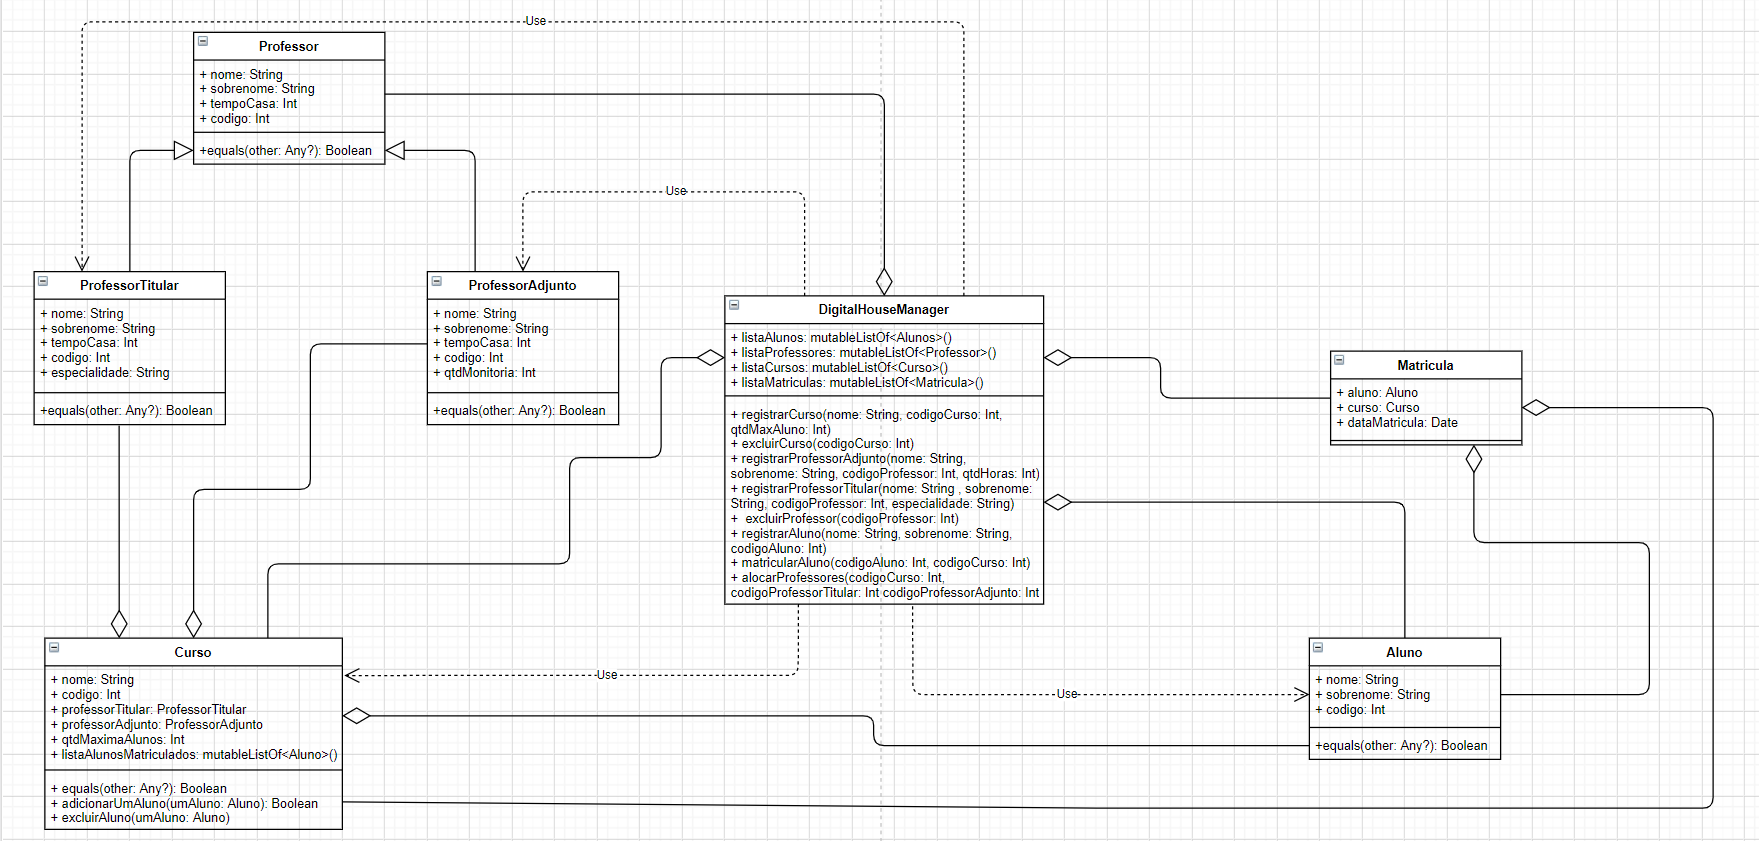 Use
Professor
+ nome: String
+ sobrenome: String
+ tempoCasa: Int
+ codigo: Int
+equals(other: Any?): Boolean
Use
ProfessorTitular
+ nome: String
+ sobrenome: String
+ tempoCasa: Int
+ codigo: Int
+ especialidade: String
+equals(other: Any?): Boolean
ProfessorAdjunto
+ nome: String
+ sobrenome: String
+ tempoCasa: Int
+ codigo: Int
+ qtdMonitoria: Int
+equals(other: Any?): Boolean
DigitalHouseManager
+ listaAlunos: mutableListOf<Alunos>()
+ listaProfessores: mutableListOf<Professor>()
+ listaCursos: mutableListOf<Curso>()
+ listaMatriculas: mutableListOf<Matricula>()
+ registrarCurso(nome: String, codigoCurso: Int,
qtdMaxAluno: Int)
+ excluirCurso(codigoCurso: Int)
+ registrarProfessorAdjunto(nome: String,
sobrenome: String, codigoProfessor: Int, qtdHoras: Int)
+ registrarProfessorTitular(nome: String , sobrenome:
String, codigoProfessor: Int, especialidade: String)
+  excluirProfessor(codigoProfessor: Int)
+ registrarAluno(nome: String, sobrenome: String,
codigoAluno: Int)
+ matricularAluno(codigoAluno: Int, codigoCurso: Int)
+ alocarProfessores(codigoCurso: Int,
codigoProfessorTitular: Int codigoProfessorAdjunto: Int
Matricula
+ aluno: Aluno
+ curso: Curso
+ dataMatricula: Date
Curso
+ nome: String
+ codigo: Int
+ professorTitular: ProfessorTitular
+ professorAdjunto: ProfessorAdjunto
+ qtdMaximaAlunos: Int
+ listaAlunosMatriculados: mutableListOf<Aluno>()
+ equals(other: Any?): Boolean
+ adicionarUmAluno(umAluno: Aluno): Boolean
+ excluirAluno(umAluno: Aluno)
Use
Use
Aluno
+ nome: String
+ sobrenome: String
+ codigo: Int
+equals(other: Any?): Boolean